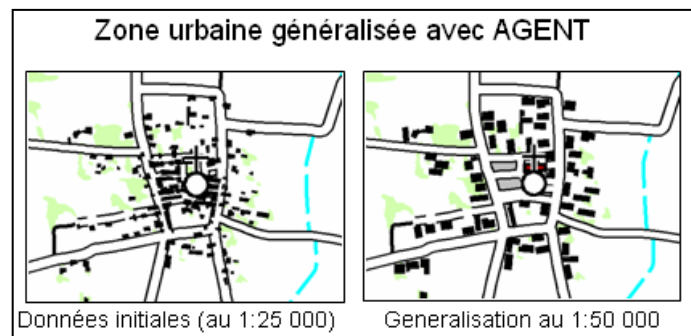 Zone urbaine généralisée avec AGENT
Données initiales (au 1:25 000)
Generalisation au 1:50 000